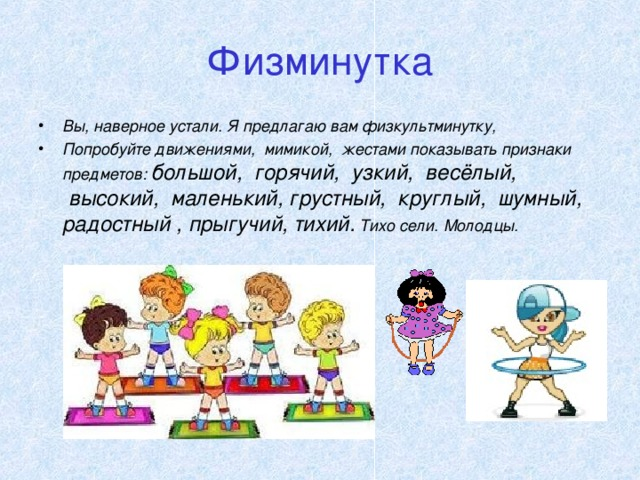 Физминутка
• Вы, наверное устали. Я предлагаю вам физкультминутку,
• Попробуйте движениями, мимикой, жестами показывать признаки
предметов: большой, горячий, узкий, весёлый,
высокий, маленький, грустный, круглый, шумный,
радостный , прыгучий, тихий. Тихо сели. Молодцы.